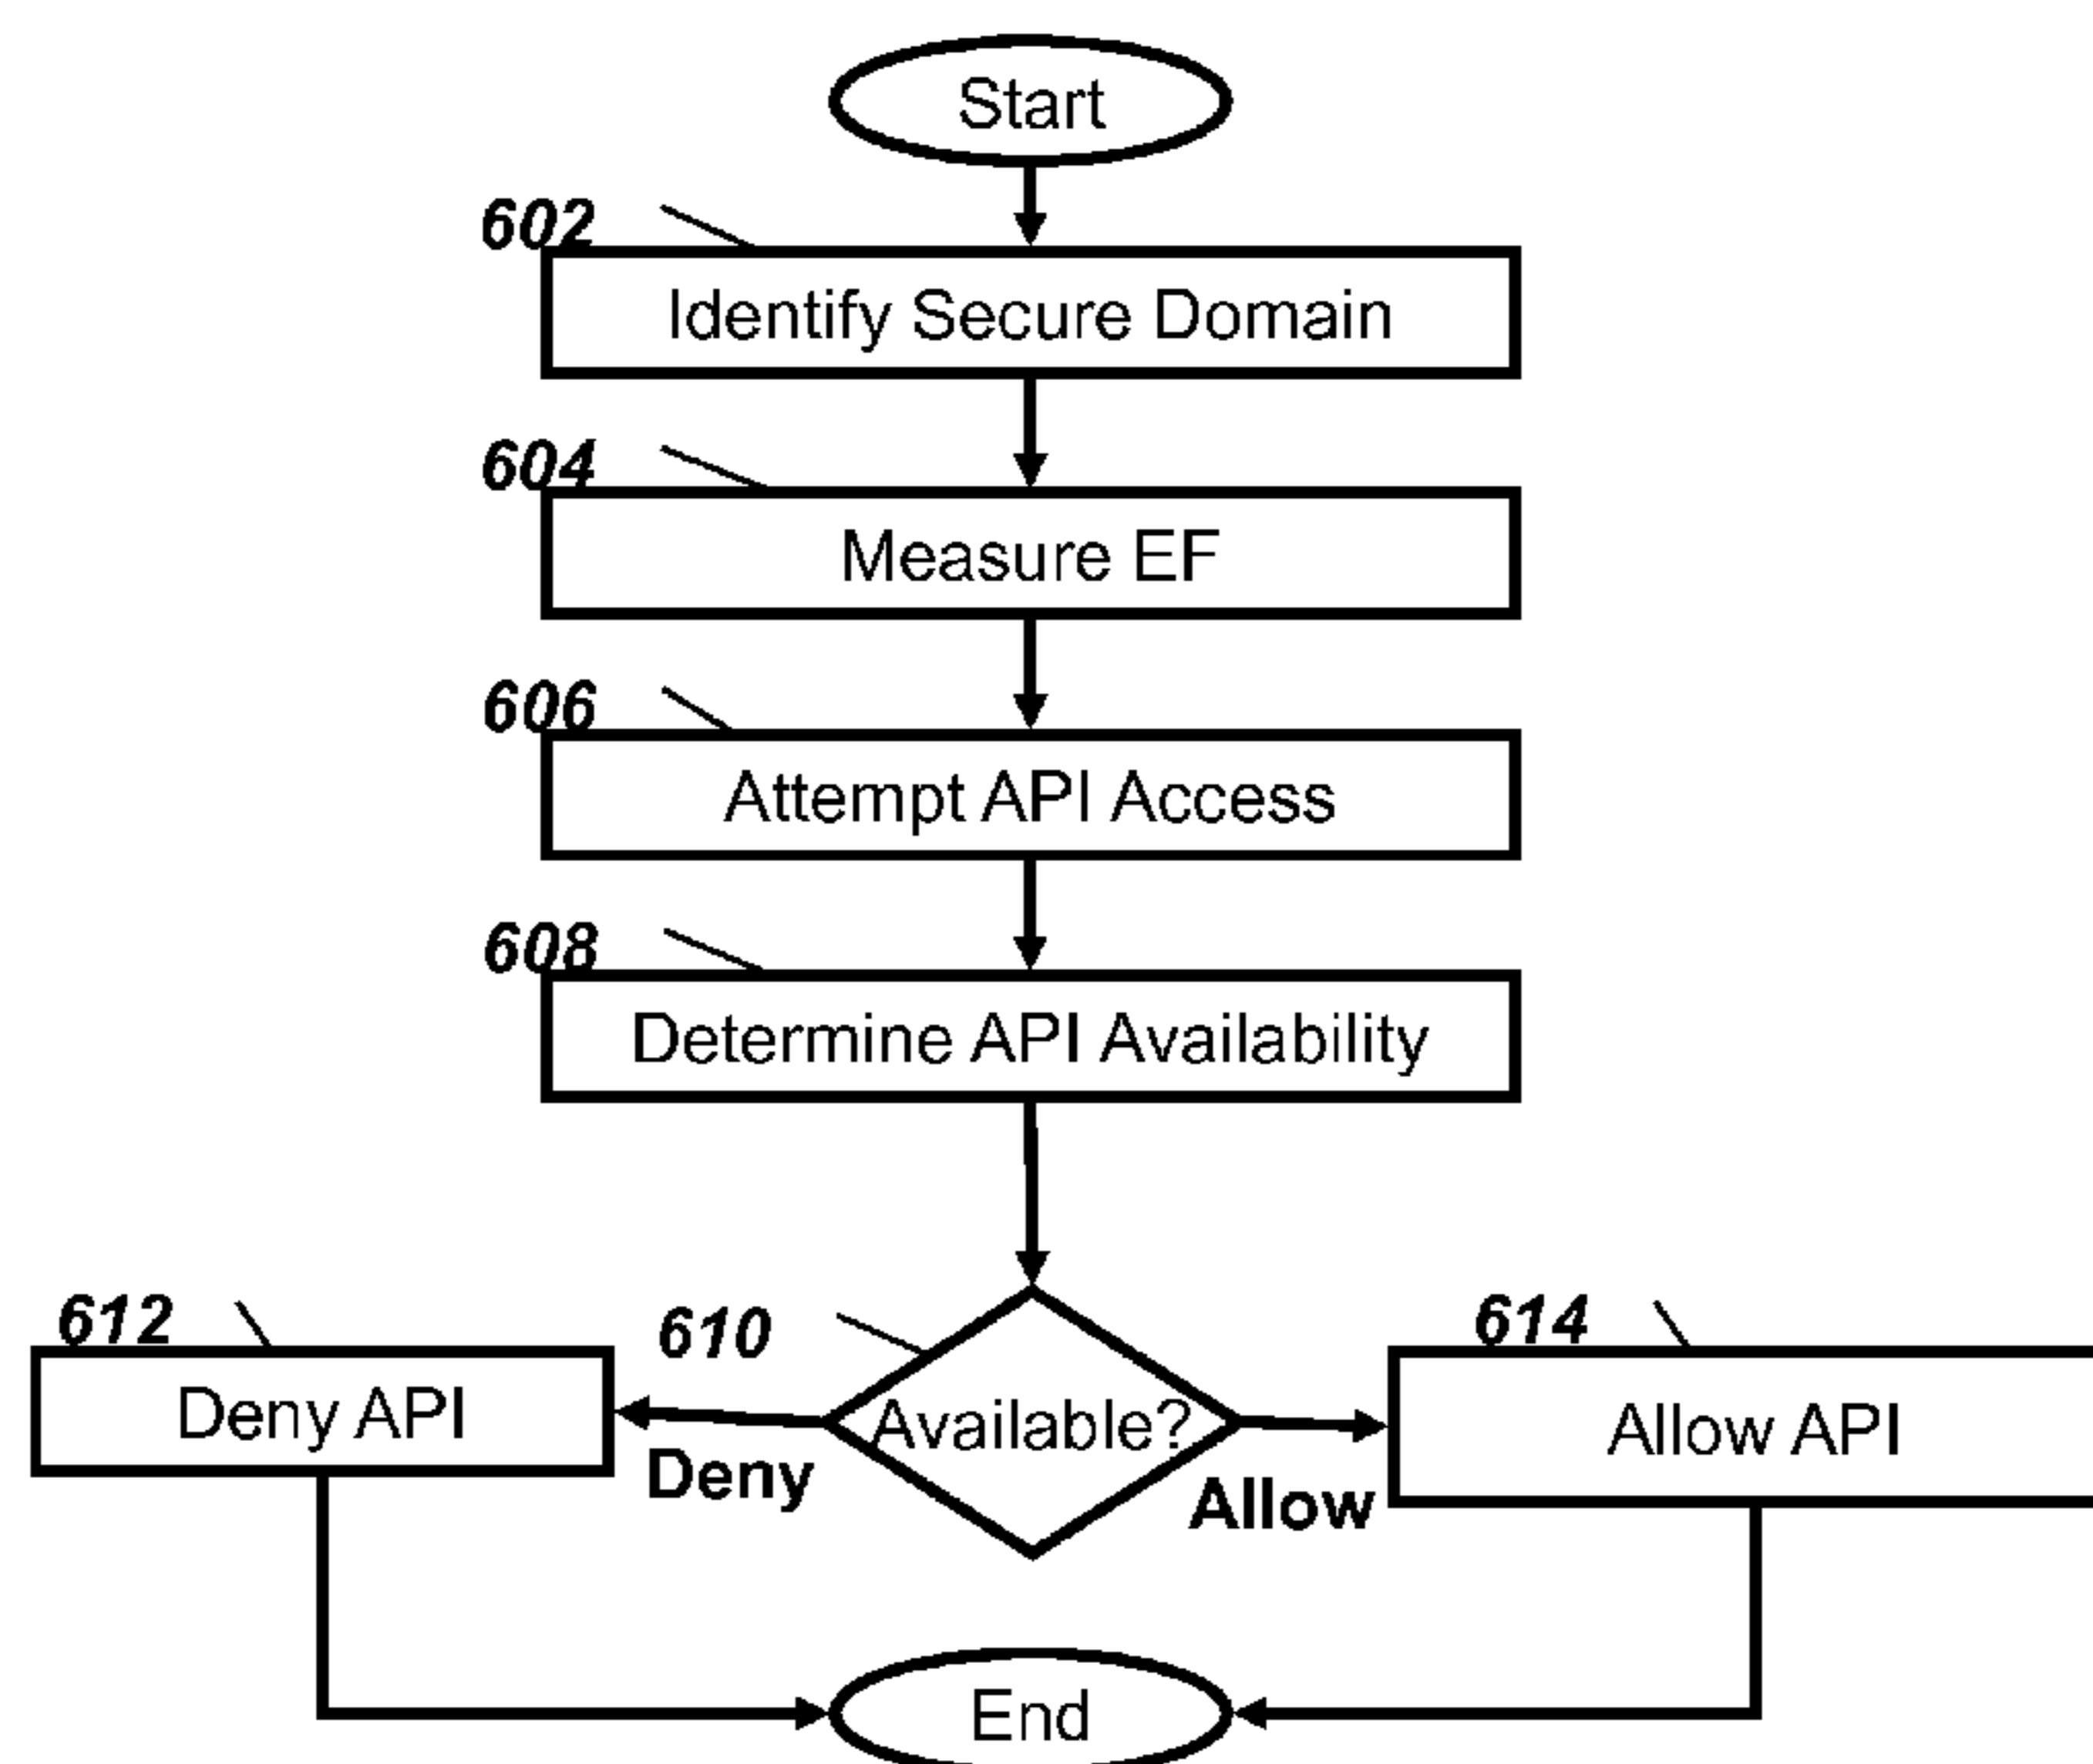 Start
602
Identify Secure Domain
604
Measure EF
606
Attempt API Access
608
Determine API Availability
612
610
614
Deny API
Available?
Allow API
Deny
Allow
End